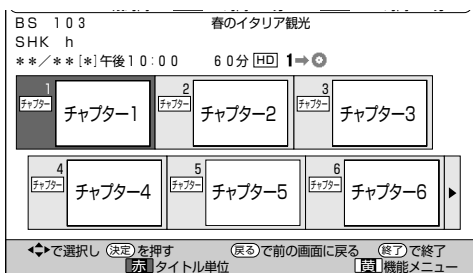 BS 103 春のイタリア観光
SHK h
**/**[*]午後10:00 60分 HD 1➡◎
1 2 3
チャプター チャプター1 チャプター チャプター2 チャプター チャプター3
4 5 6
チャプター チャプター4 チャプター チャプター5 チャプター チャプター6
で選択し 決定を押す 戻るで前の画面に戻る 終了で終了
赤 タイトル単位 黄 機能メニュー